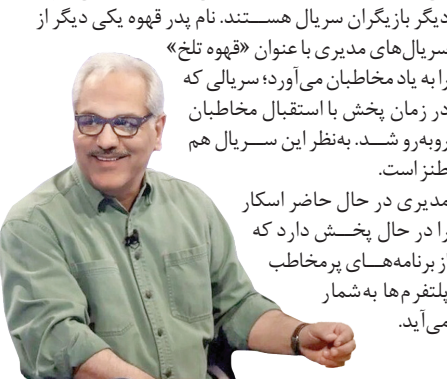 دیگر بازیگران سریال هستند. نام پدر قهوه یکی دیگر از
سریال‌های مدیری با عنوان «قهوه تلخ»
را به یاد مخاطبان می‌آورد؛ سریالی که
در زمان پخش با استقبال مخاطبان
روبه‌رو شد. به‌نظر این سریال هم
طنز است.
مدیری در حال حاضر اسکار
را در حال پخش دارد که
از برنامه‌های پرمخاطب
پلتفرم‌ها به‌شمار
می‌آید.